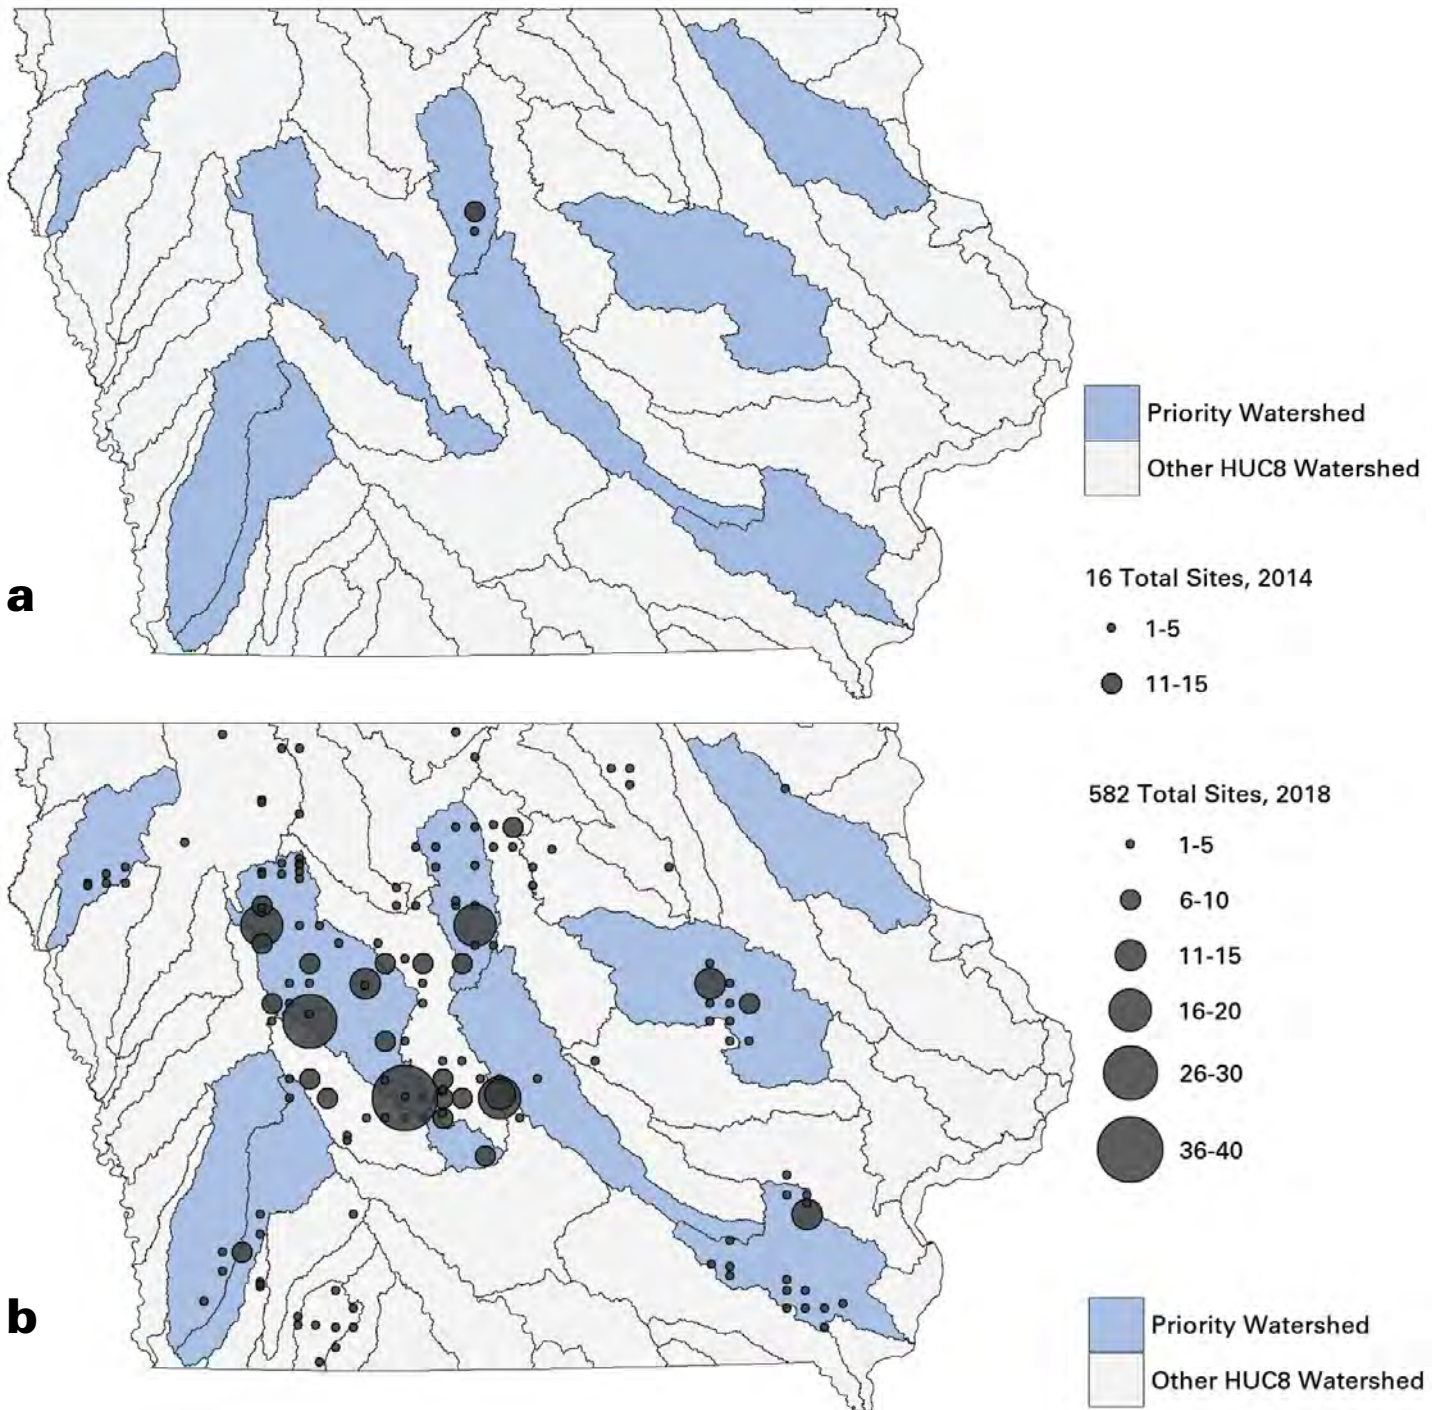 Priority Watershed
Other HUC8 Watershed
16 Total Sites, 2014
1-5
11-15
a
582 Total Sites, 2018
1-5
6-10
11-15
16-20
26-30
36-40
Priority Watershed
Other HUC8 Watershed
b